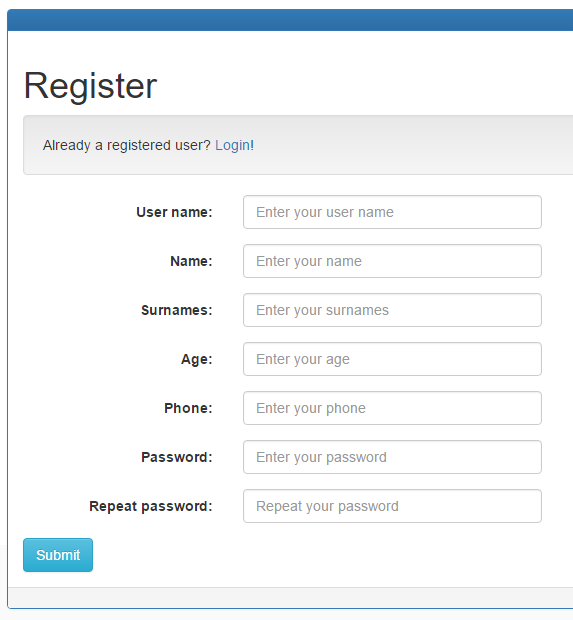 Register
Already a registered user? Login!
User name: Enter your user name
Name: Enter your name
Surnames: Enter your surnames
Age: Enter your age
Phone: Enter your phone
Password: Enter your password
Repeat password: Repeat your password
Submit